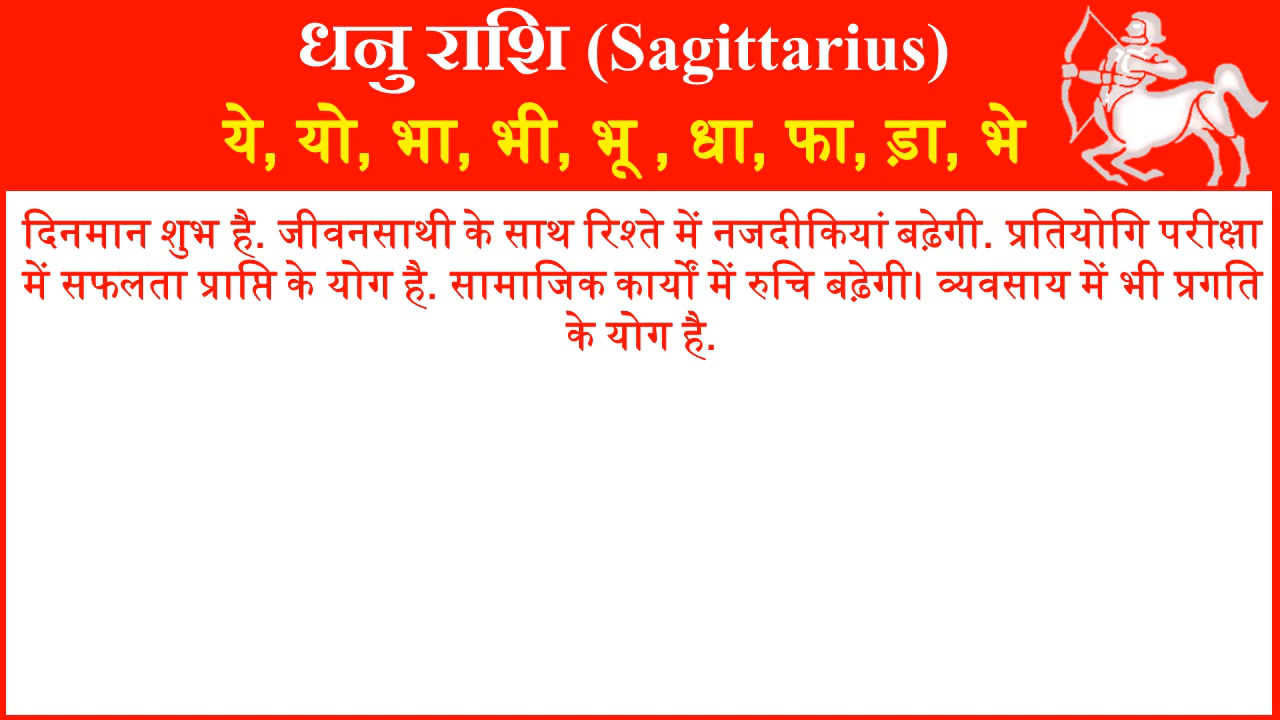 धनु राशि (Sagittarius)
ये, यो, भा, भी, भू , धा, फा, ड़ा, भे
दिनमान शुभ है. जीवनसाथी के साथ रिश्ते में नजदीकियां बढ़ेगी. प्रतियोगि परीक्षा
में सफलता प्राप्ति के योग है. सामाजिक कार्यों में रुचि बढ़ेगी। व्यवसाय में भी प्रगति
के योग है.